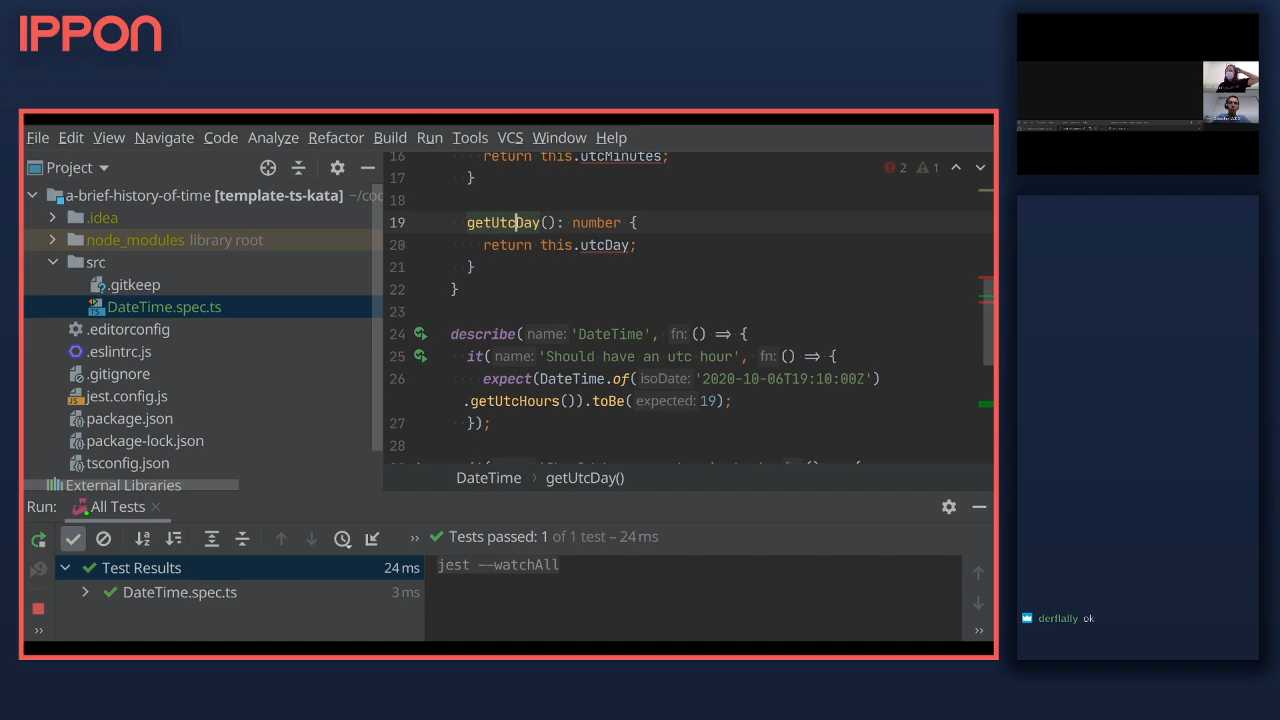 IPPON
File Edit View Navigate Code Analyze Refactor Build Run Tools VCS Window Help
Project
a-brief-history-of-time [template-ts-kata] ~/co
.idea
node_modules library root
src
.gitkeep
DateTime.spec.ts
.editorconfig
.eslintrc.js
.gitignore
jest.config.js
package.json
package-lock.json
tsconfig.json
External Libraries
16 return this.utcMinutes;
17 }
18
19 getUtcDay(): number {
20 return this.utcDay;
21 }
22 }
23
24 describe( name: 'DateTime', fn: () => {
25 it( name: 'Should have an utc hour', fn: () => {
26 expect(DateTime.of( isoDate: '2020-10-06T19:10:00Z')
.getUtcHours()).toBe( expected: 19);
27 });
28
2 1
DateTime > getUtcDay()
Run: All Tests
>> Tests passed: 1 of 1 test – 24 ms
Test Results 24 ms
DateTime.spec.ts 3 ms
jest --watchAll
derflally ok